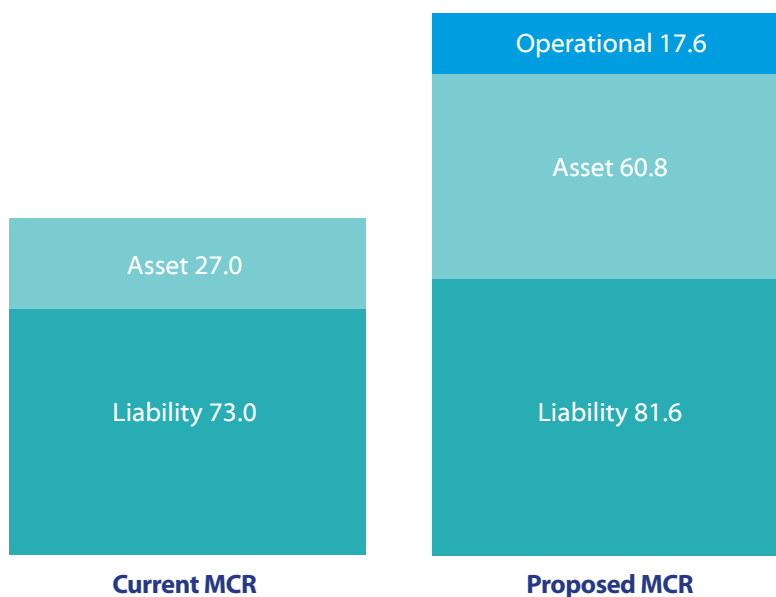 Operational 17.6
Asset 60.8
Asset 27.0
Liability 73.0
Liability 81.6
Current MCR
Proposed MCR